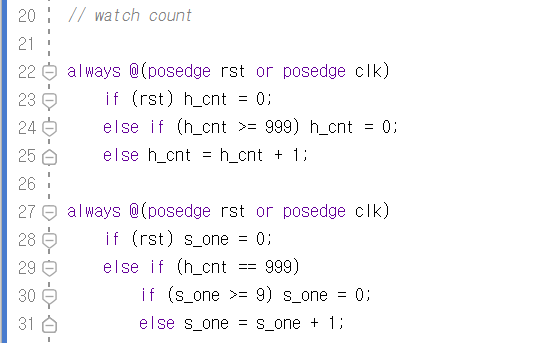 20 // watch count
21
22 always @(posedge rst or posedge clk)
23 if (rst) h_cnt = 0;
24 else if (h_cnt >= 999) h_cnt = 0;
25 else h_cnt = h_cnt + 1;
26
27 always @(posedge rst or posedge clk)
28 if (rst) s_one = 0;
29 else if (h_cnt == 999)
30 if (s_one >= 9) s_one = 0;
31 else s_one = s_one + 1;